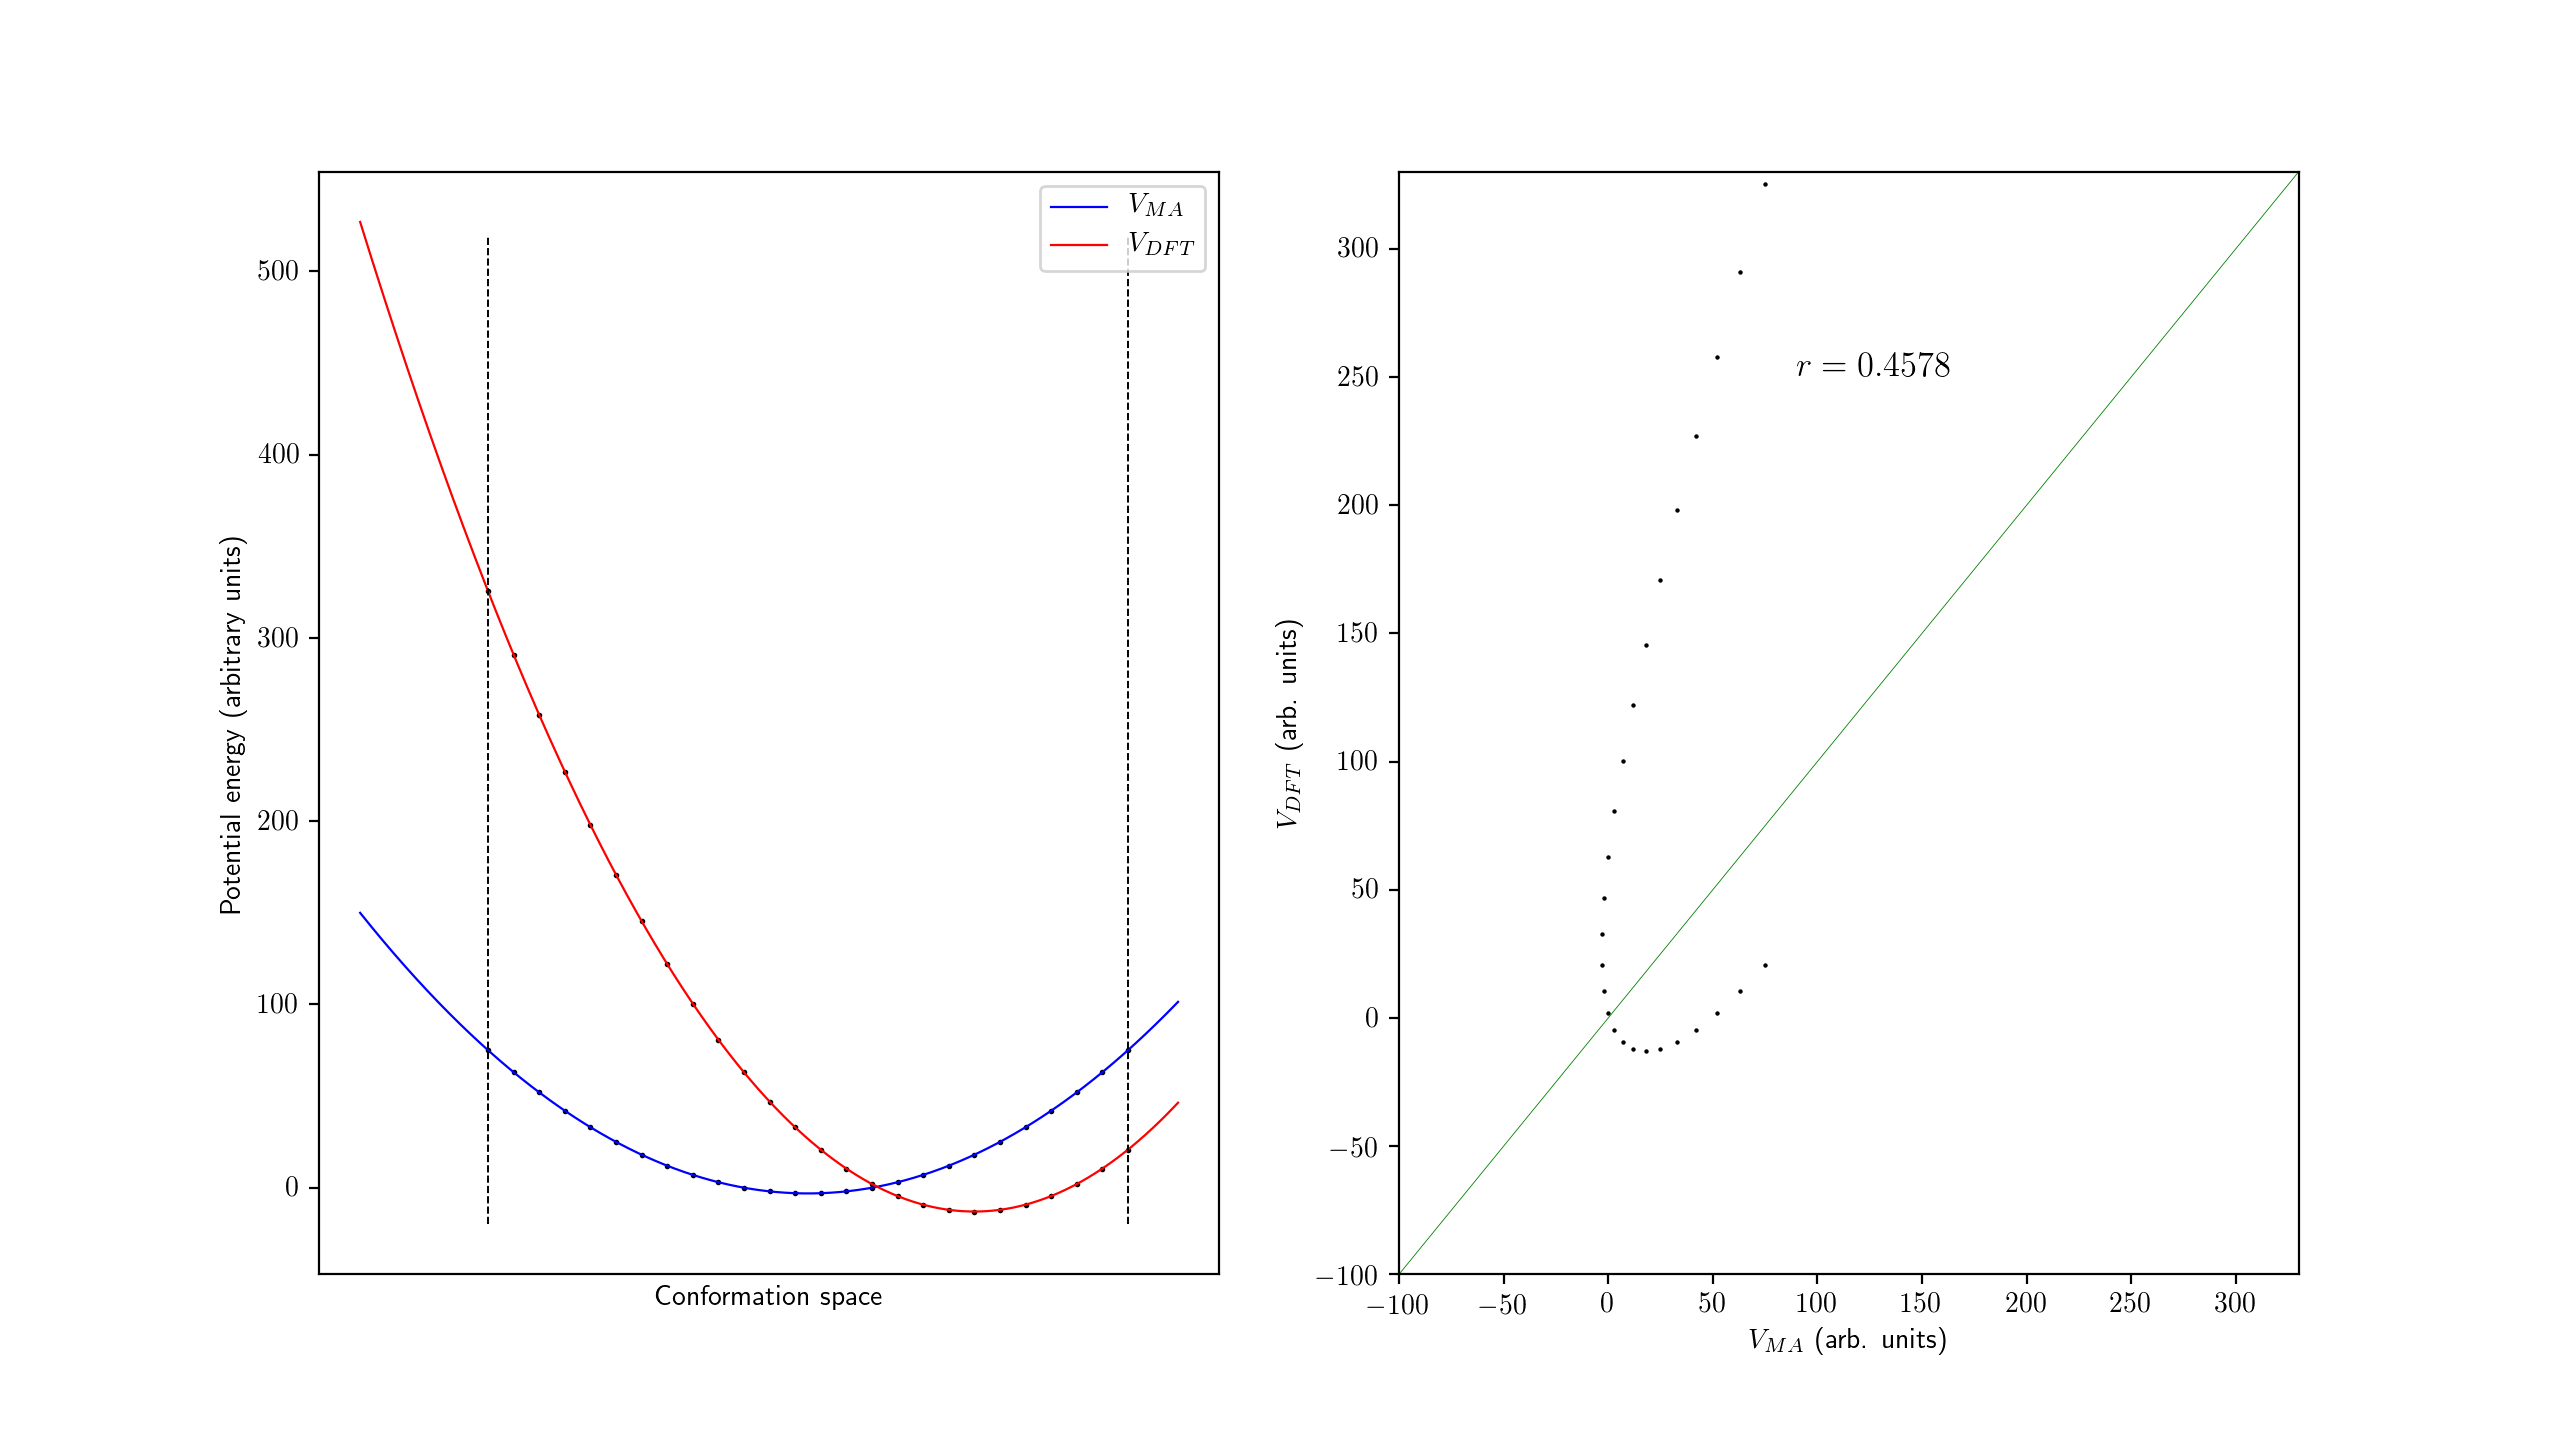 V_{MA}
V_{DFT}
500
400
300
200
100
0
Potential energy (arbitrary units)
Conformation space
300
250
200
150
100
50
0
−50
−100
V_{DFT} (arb. units)
r = 0.4578
−100 −50 0 50 100 150 200 250 300
V_{MA} (arb. units)